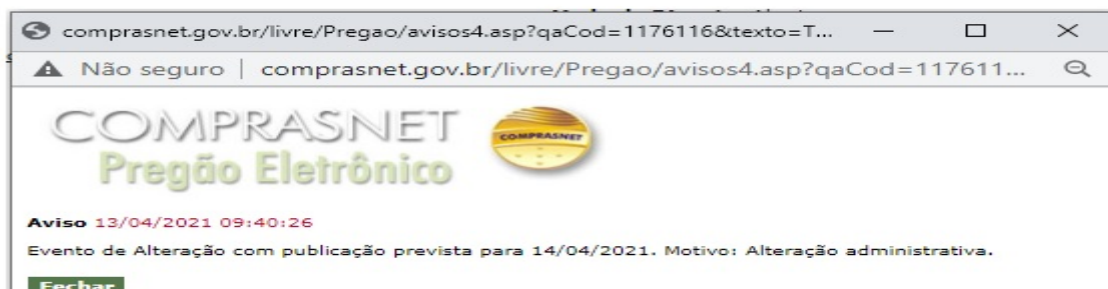 comprasnet.gov.br/livre/Pregao/avisos4.asp?qaCod=1176116&texto=T...
Não seguro | comprasnet.gov.br/livre/Pregao/avisos4.asp?qaCod=117611...
COMPRASNET COMPRASNET
Pregão Eletrônico
Aviso 13/04/2021 09:40:26
Evento de Alteração com publicação prevista para 14/04/2021. Motivo: Alteração administrativa.
Fechar